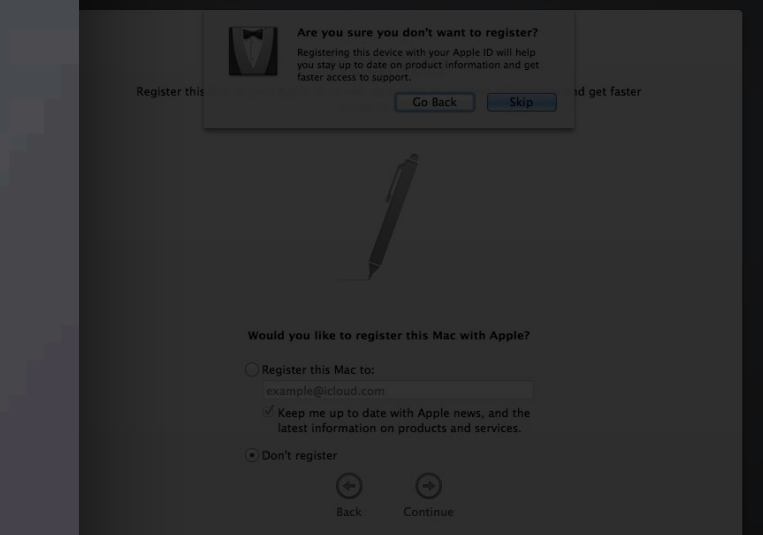 Are you sure you don't want to register?
Registering this device with your Apple ID will help
you stay up to date on product information and get
faster access to support.
Register this
nd get faster
Go Back
Skip
Would you like to register this Mac with Apple?
Register this Mac to:
example@icloud.com
Keep me up to date with Apple news, and the
latest information on products and services.
Don't register
Back
Continue